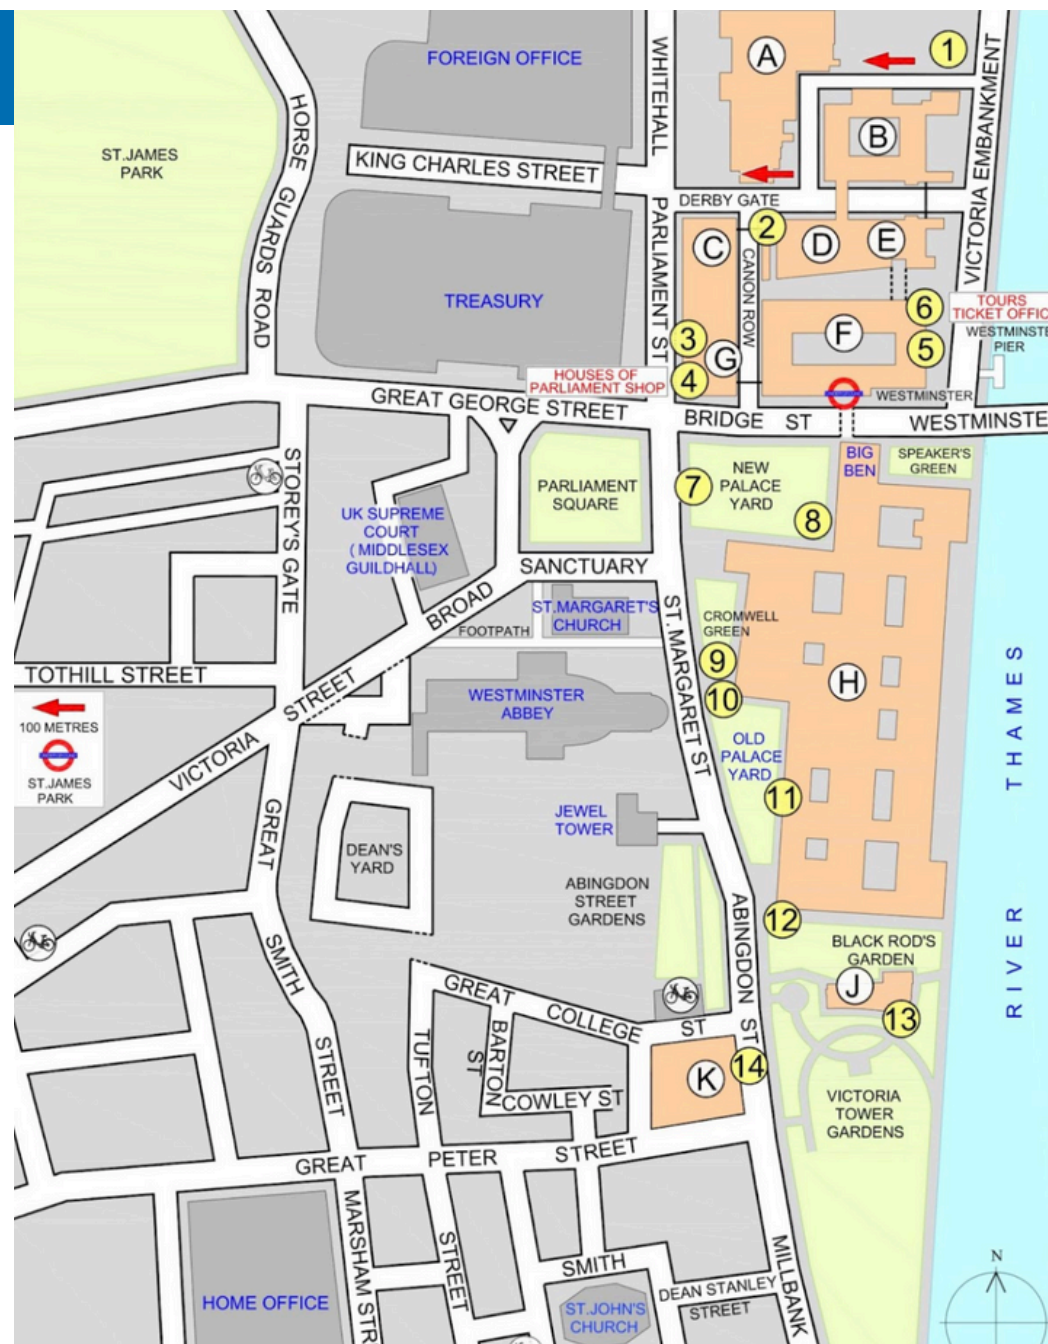 FOREIGN OFFICE
WHITEHALL
A
1
HORSE GUARDS ROAD
VICTORIA EMBANKMENT
B
ST.JAMES
PARK
KING CHARLES STREET
DERBY GATE
PARLIAMENT ST
C
2
D
E
CANON ROW
TREASURY
6
TOURS
TICKET OFFIC
WESTMINSTE
PIER
3
G
F
5
4
HOUSES OF
PARLIAMENT SHOP
WESTMINSTER
GREAT GEORGE STREET
BRIDGE ST
WESTMINSTE
STOREY'S GATE
BIG
BEN
SPEAKER'S
GREEN
7
NEW
PALACE
YARD
8
PARLIAMENT
SQUARE
UK SUPREME
COURT
( MIDDLESEX
GUILDHALL)
BROAD SANCTUARY
FOOTPATH
ST.MARGARET'S
CHURCH
ST. MARGARET ST
CROMWELL
GREEN
9
10
H
TOTHILL STREET
100 METRES
ST.JAMES
PARK
VICTORIA STREET
WESTMINSTER
ABBEY
OLD
PALACE
YARD
11
RIVER THAMES
JEWEL
TOWER
DEAN'S
YARD
ABINGDON
STREET
GARDENS
GREAT SMITH STREET
12
ABINGDON ST
BLACK ROD'S
GARDEN
J
13
GREAT COLLEGE ST
TUFTON STREET
BARTON
ST
COWLEY ST
K
14
VICTORIA
TOWER
GARDENS
GREAT PETER STREET
MARSHAM STR
SMITH
DEAN STANLEY
STREET
MILLBANK
HOME OFFICE
ST.JOHN'S
CHURCH
N